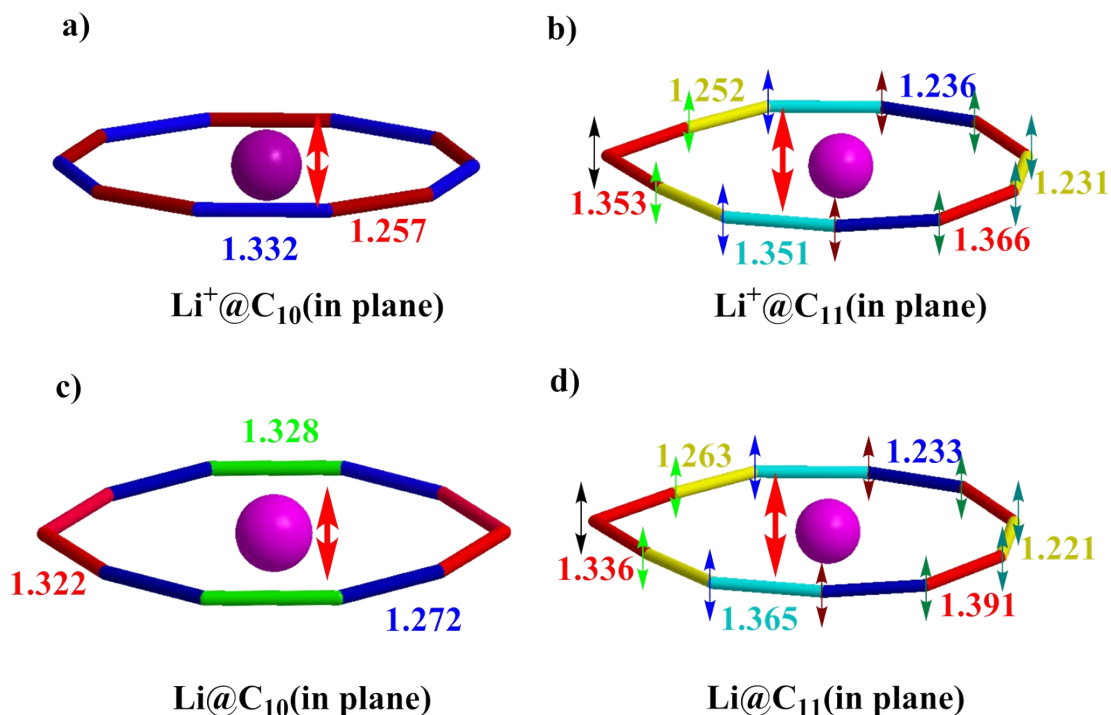 a)
1.332
1.257
Li⁺@C₁₀(in plane)
b)
1.252
1.236
1.231
1.353
1.351
1.366
Li⁺@C₁₁(in plane)
c)
1.328
1.322
1.272
Li@C₁₀(in plane)
d)
1.263
1.233
1.221
1.336
1.365
1.391
Li@C₁₁(in plane)